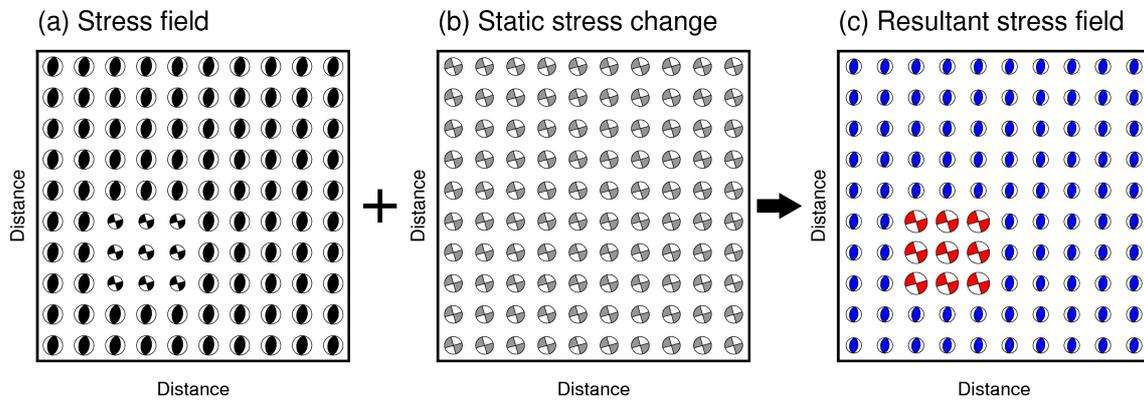 (a) Stress field
(b) Static stress change
(c) Resultant stress field
Distance
Distance
+
Distance
Distance
Distance
Distance